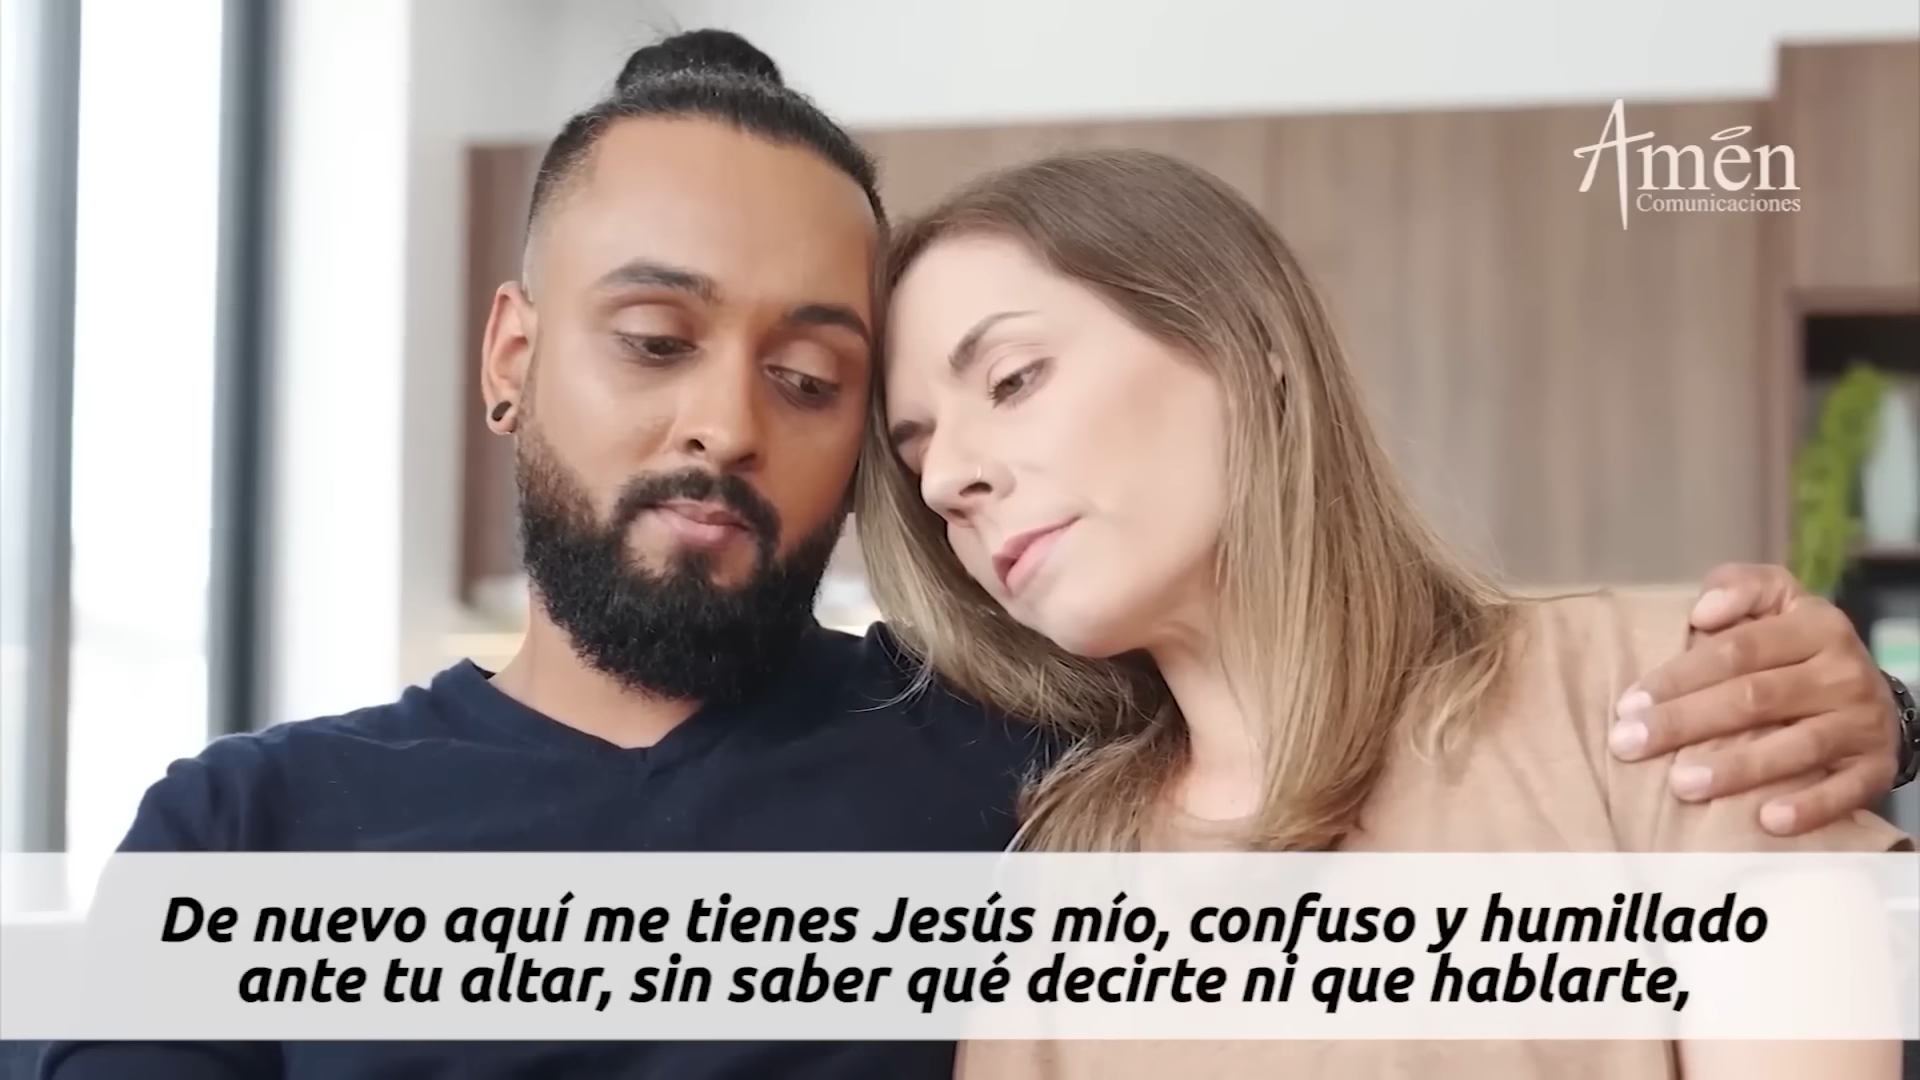 Amén
Comunicaciones
De nuevo aquí me tienes Jesús mío, confuso y humillado
ante tu altar, sin saber qué decirte ni que hablarte,